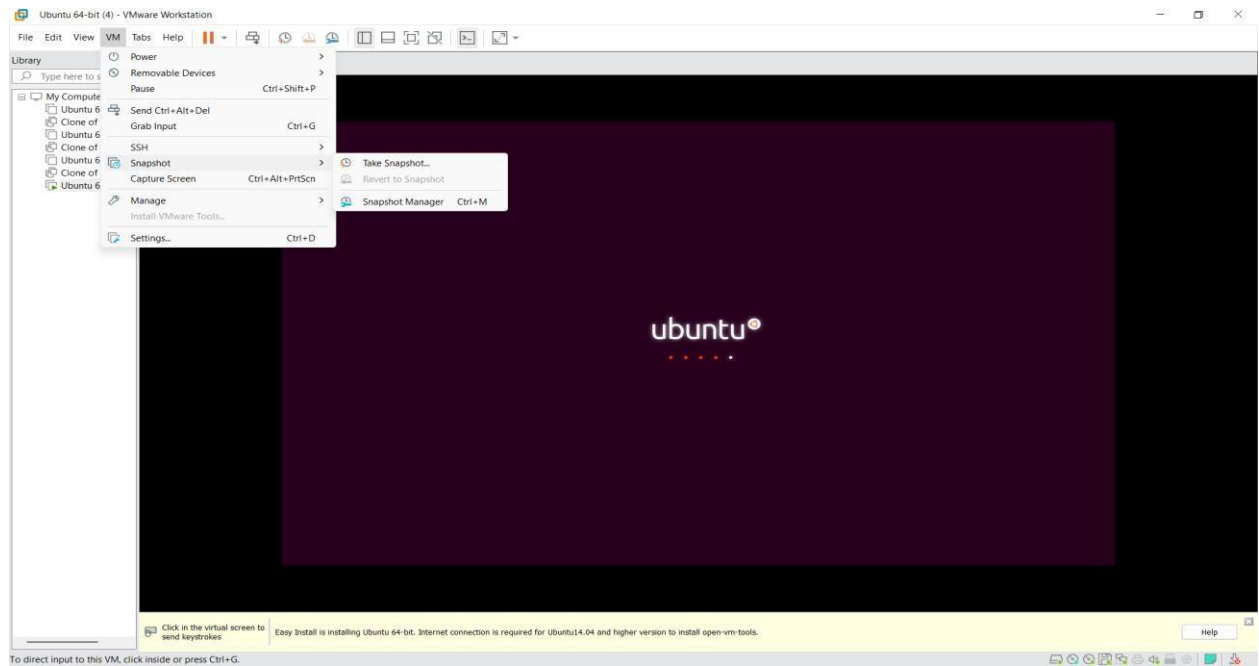 Ubuntu 64-bit (4) - VMware Workstation
File Edit View VM Tabs Help
Library
Type here to s
My Compute
Ubuntu 6
Clone of
Ubuntu 6
Clone of
Ubuntu 6
Clone of
Ubuntu 6
Power
Removable Devices
Pause Ctrl+Shift+P
Send Ctrl+Alt+Del
Grab Input Ctrl+G
SSH
Snapshot
Capture Screen Ctrl+Alt+PrtScn
Manage
Install VMware Tools...
Settings... Ctrl+D
Take Snapshot...
Revert to Snapshot
Snapshot Manager Ctrl+M
ubuntu
Click in the virtual screen to
send keystrokes
Easy Install is installing Ubuntu 64-bit. Internet connection is required for Ubuntu14.04 and higher version to install open-vm-tools.
Help
To direct input to this VM, click inside or press Ctrl+G.